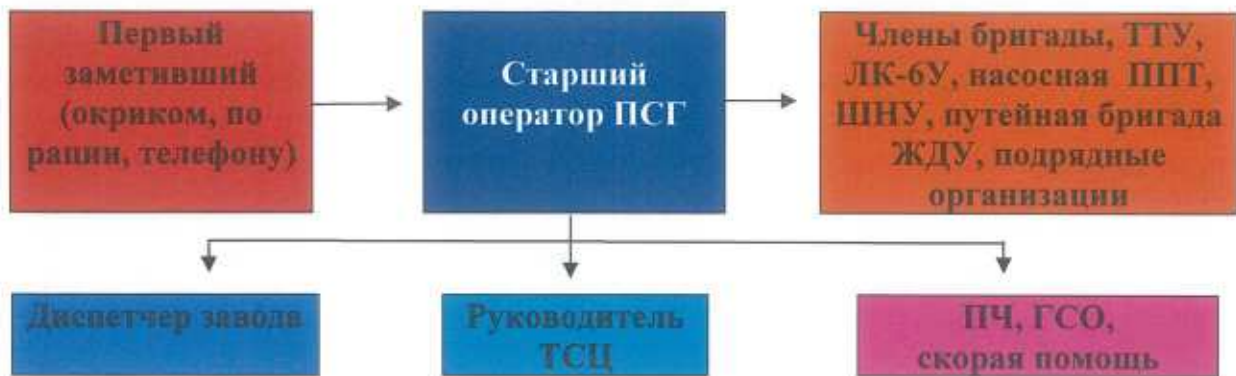 Первый
заметивший
(окриком, по
рации, телефону)
Старший
оператор ПСГ
Члены бригады, ТТУ,
ЛК-6У, насосная ППТ,
ШНУ, путейная бригада
ЖДУ, подрядные
организации
Диспетчер завода
Руководитель
ТСЦ
ПЧ, ГСО,
скорая помощь